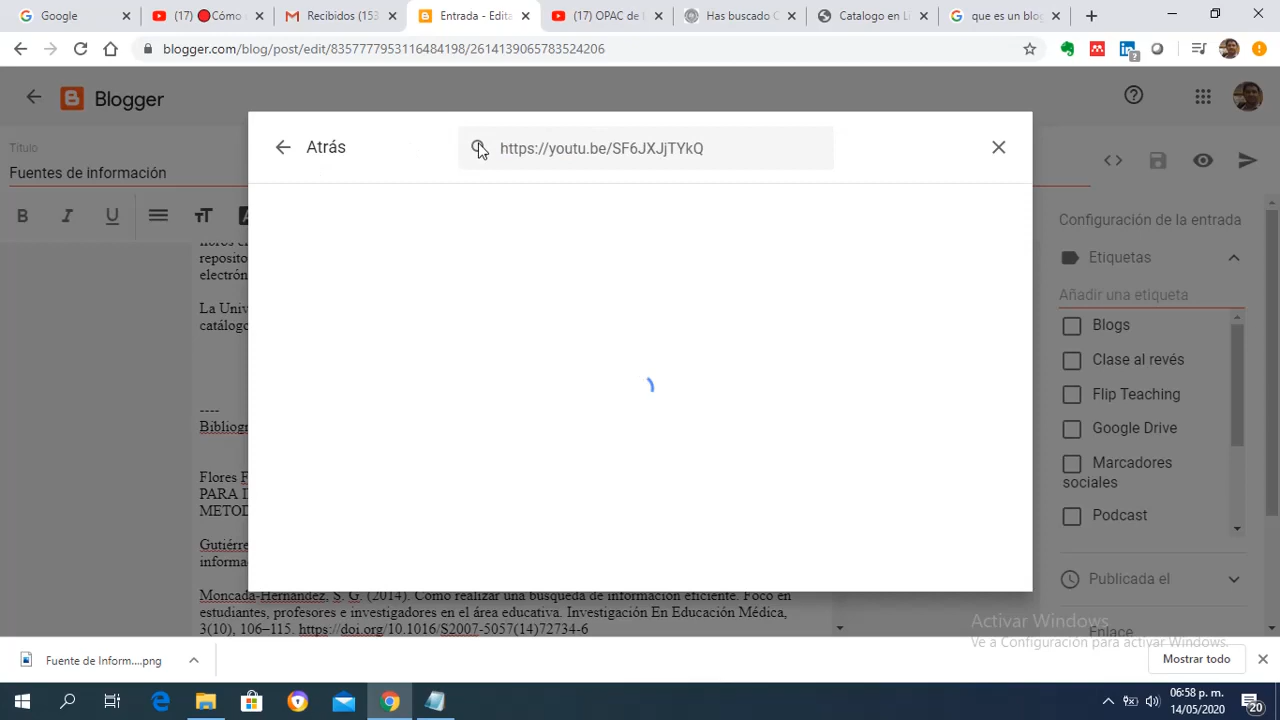 Google
(17) Cómo
Recibidos (153
Entrada - Edita
(17) OPAC de l
Has buscado C
Catalogo en Lí
que es un blog
blogger.com/blog/post/edit/8357777953116484198/2614139065783524206
Blogger
Atrás
https://youtu.be/SF6JXJjTYkQ
Título
Fuentes de información
B I U
Configuración de la entrada
Etiquetas
Añadir una etiqueta
Blogs
Clase al revés
Flip Teaching
Google Drive
Marcadores
sociales
Podcast
Publicada el
Enlace
reposito
electrón
La Univ
catálogo
----
Bibliogr
Flores F
PARA I
METOD
Gutiérre
informa
Moncada-Hernández, S. G. (2014). Cómo realizar una búsqueda de información eficiente. Foco en
estudiantes, profesores e investigadores en el área educativa. Investigación En Educación Médica,
3(10), 106–115. https://doi.org/10.1016/S2007-5057(14)72734-6
Activar Windows
Ve a Configuración para activar Windows.
Fuente de Inform....png
Mostrar todo
06:58 p. m.
14/05/2020
20